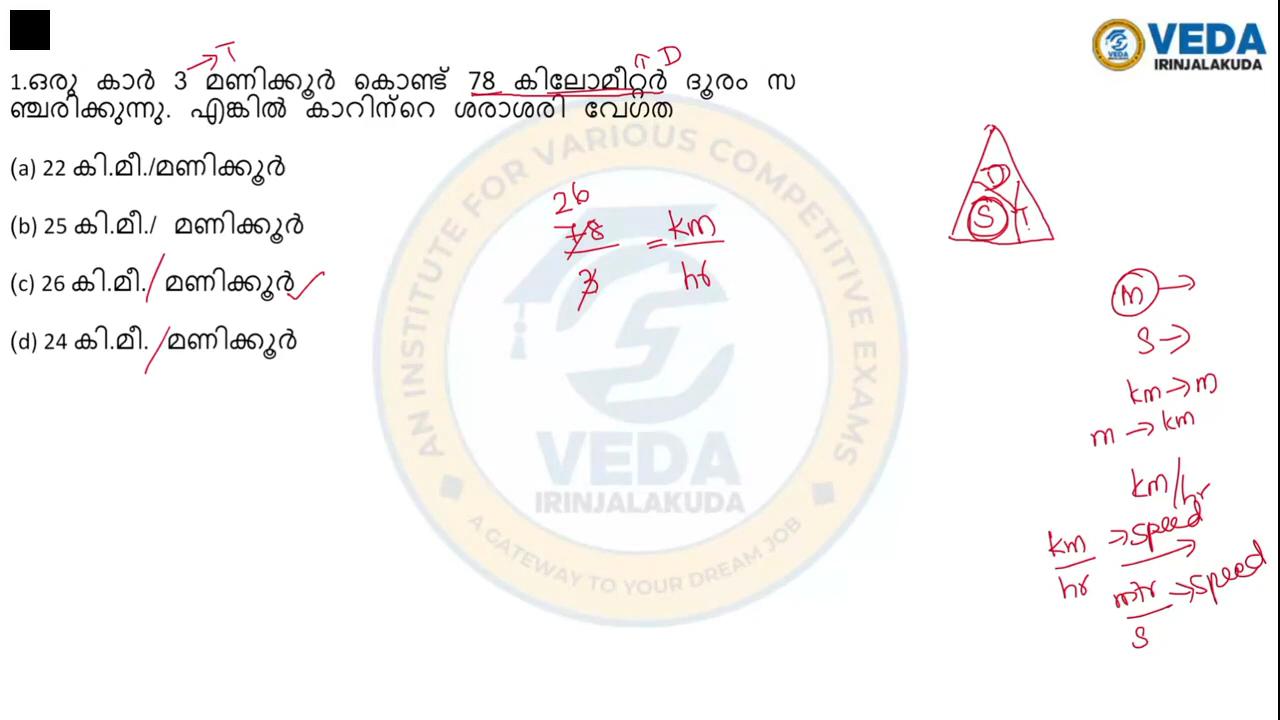 VEDA
IRINJALAKUDA
T
D
1.ഒരു കാർ 3 മണിക്കൂർ കൊണ്ട് 78 കിലോമീറ്റർ ദൂരം സ
ഞ്ചരിക്കുന്നു. എങ്കിൽ കാറിന്റെ ശരാശരി വേഗത
(a) 22 കി.മീ./മണിക്കൂർ
(b) 25 കി.മീ./ മണിക്കൂർ
(c) 26 കി.മീ./ മണിക്കൂർ
(d) 24 കി.മീ. /മണിക്കൂർ
26
78 = km
3 hr
D
S T
m →
S →
km → m
m → km
km/hr
km → speed
hr
mtr → speed
s
AN INSTITUTE FOR VARIOUS COMPETITIVE EXAMS
VEDA
IRINJALAKUDA
A GATEWAY TO YOUR DREAM JOB